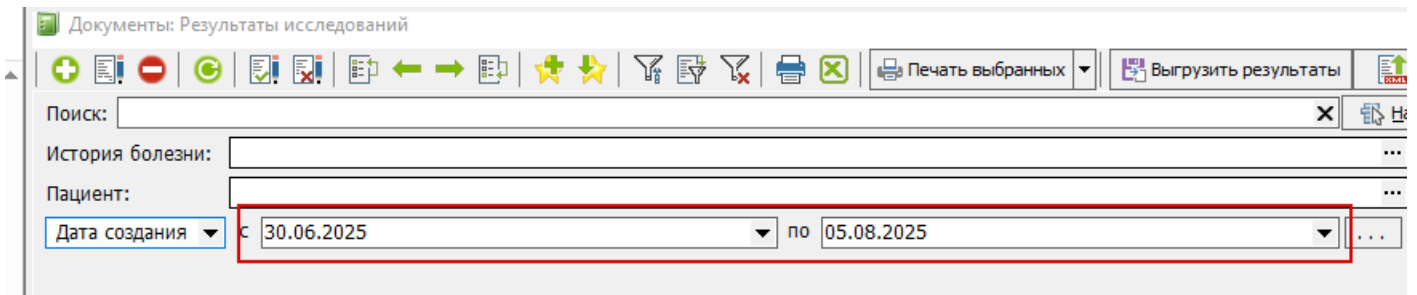 Документы: Результаты исследований
Печать выбранных Выгрузить результаты XML
Поиск:
История болезни: ...
Пациент: ...
Дата создания с 30.06.2025 по 05.08.2025 ...